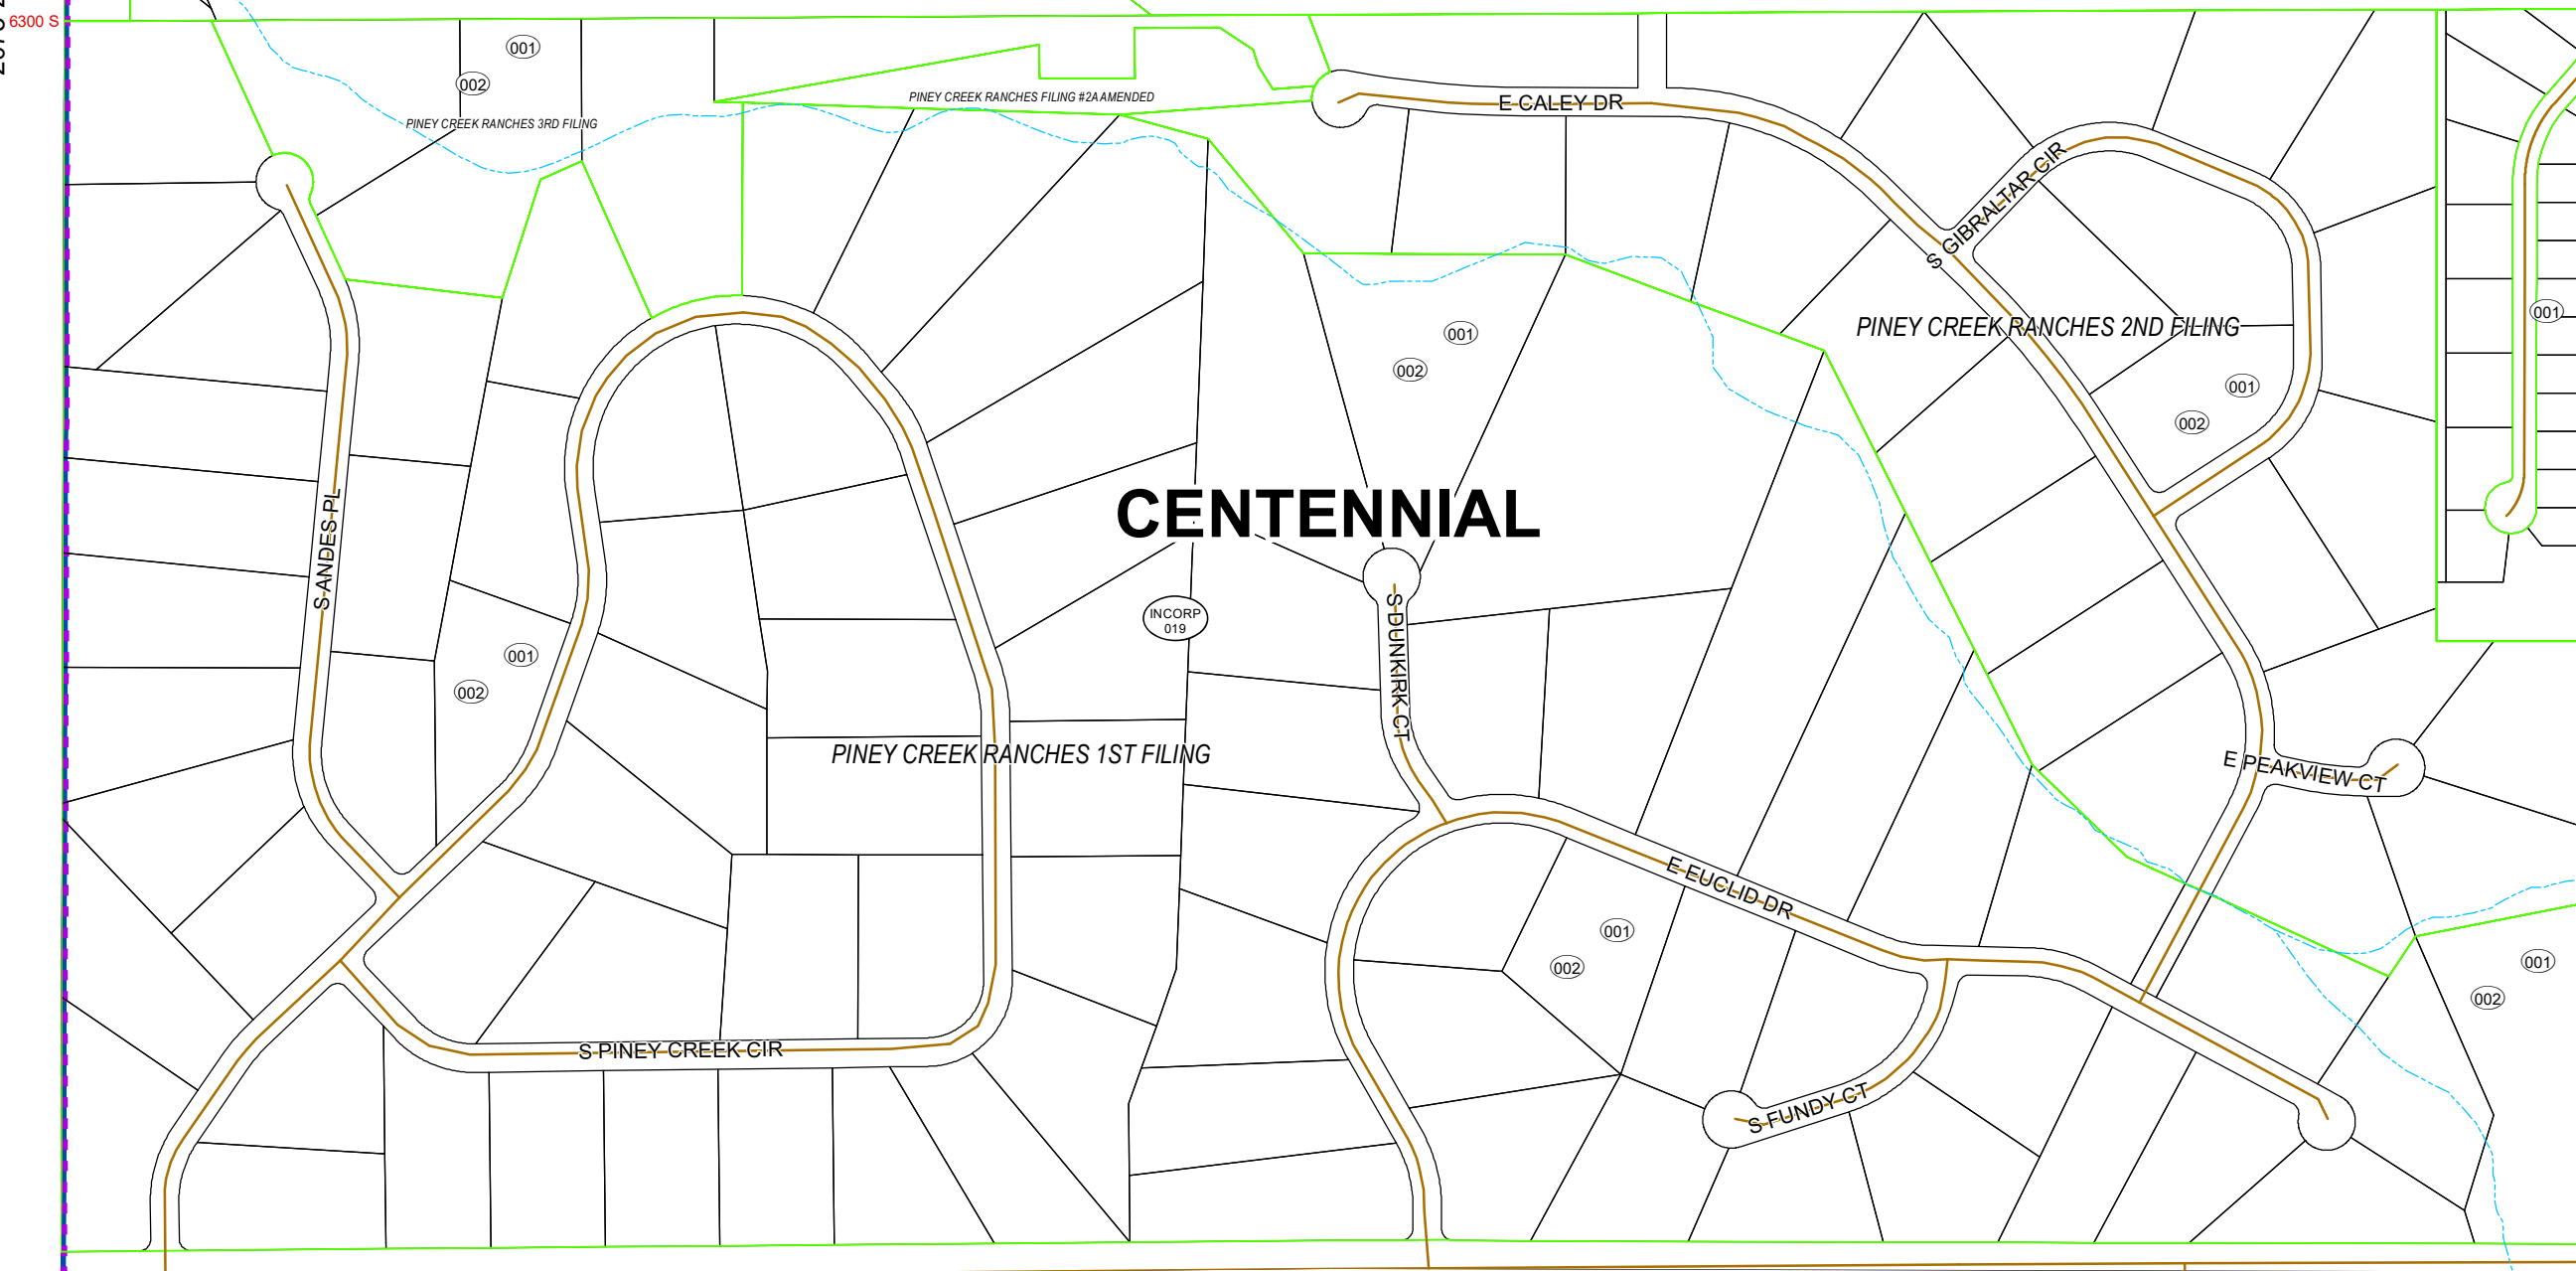 6300 S
001
002
PINEY CREEK RANCHES 3RD FILING
PINEY CREEK RANCHES FILING #2A AMENDED
E CALEY DR
S GIBRALTAR CIR
001
PINEY CREEK RANCHES 2ND FILING
001
002
001
002
CENTENNIAL
S ANDES PL
INCORP
019
S DUNKIRK CT
001
002
PINEY CREEK RANCHES 1ST FILING
E PEAKVIEW CT
E EUCLID DR
001
002
001
002
S PINEY CREEK CIR
S FUNDY CT